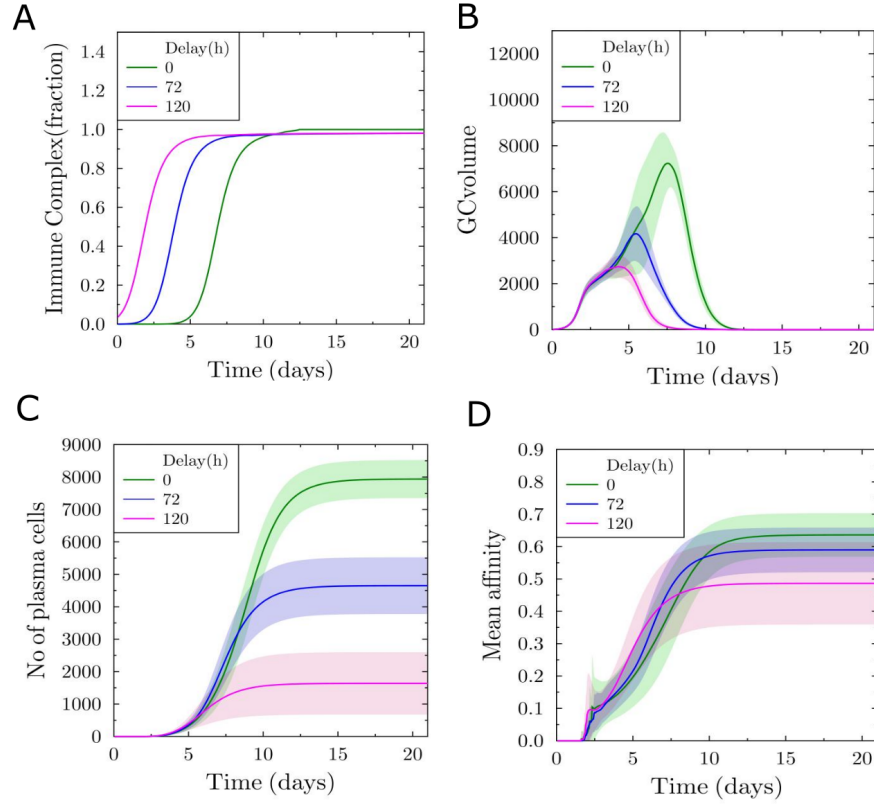 A
Immune Complex(fraction)
Delay(h)
0
72
120
1.4
1.2
1.0
0.8
0.6
0.4
0.2
0.0
0 5 10 15 20
Time (days)
B
GCvolume
Delay(h)
0
72
120
12000
10000
8000
6000
4000
2000
0
0 5 10 15 20
Time (days)
C
No of plasma cells
Delay(h)
0
72
120
9000
8000
7000
6000
5000
4000
3000
2000
1000
0
0 5 10 15 20
Time (days)
D
Mean affinity
Delay(h)
0
72
120
0.9
0.8
0.7
0.6
0.5
0.4
0.3
0.2
0.1
0.0
0 5 10 15 20
Time (days)